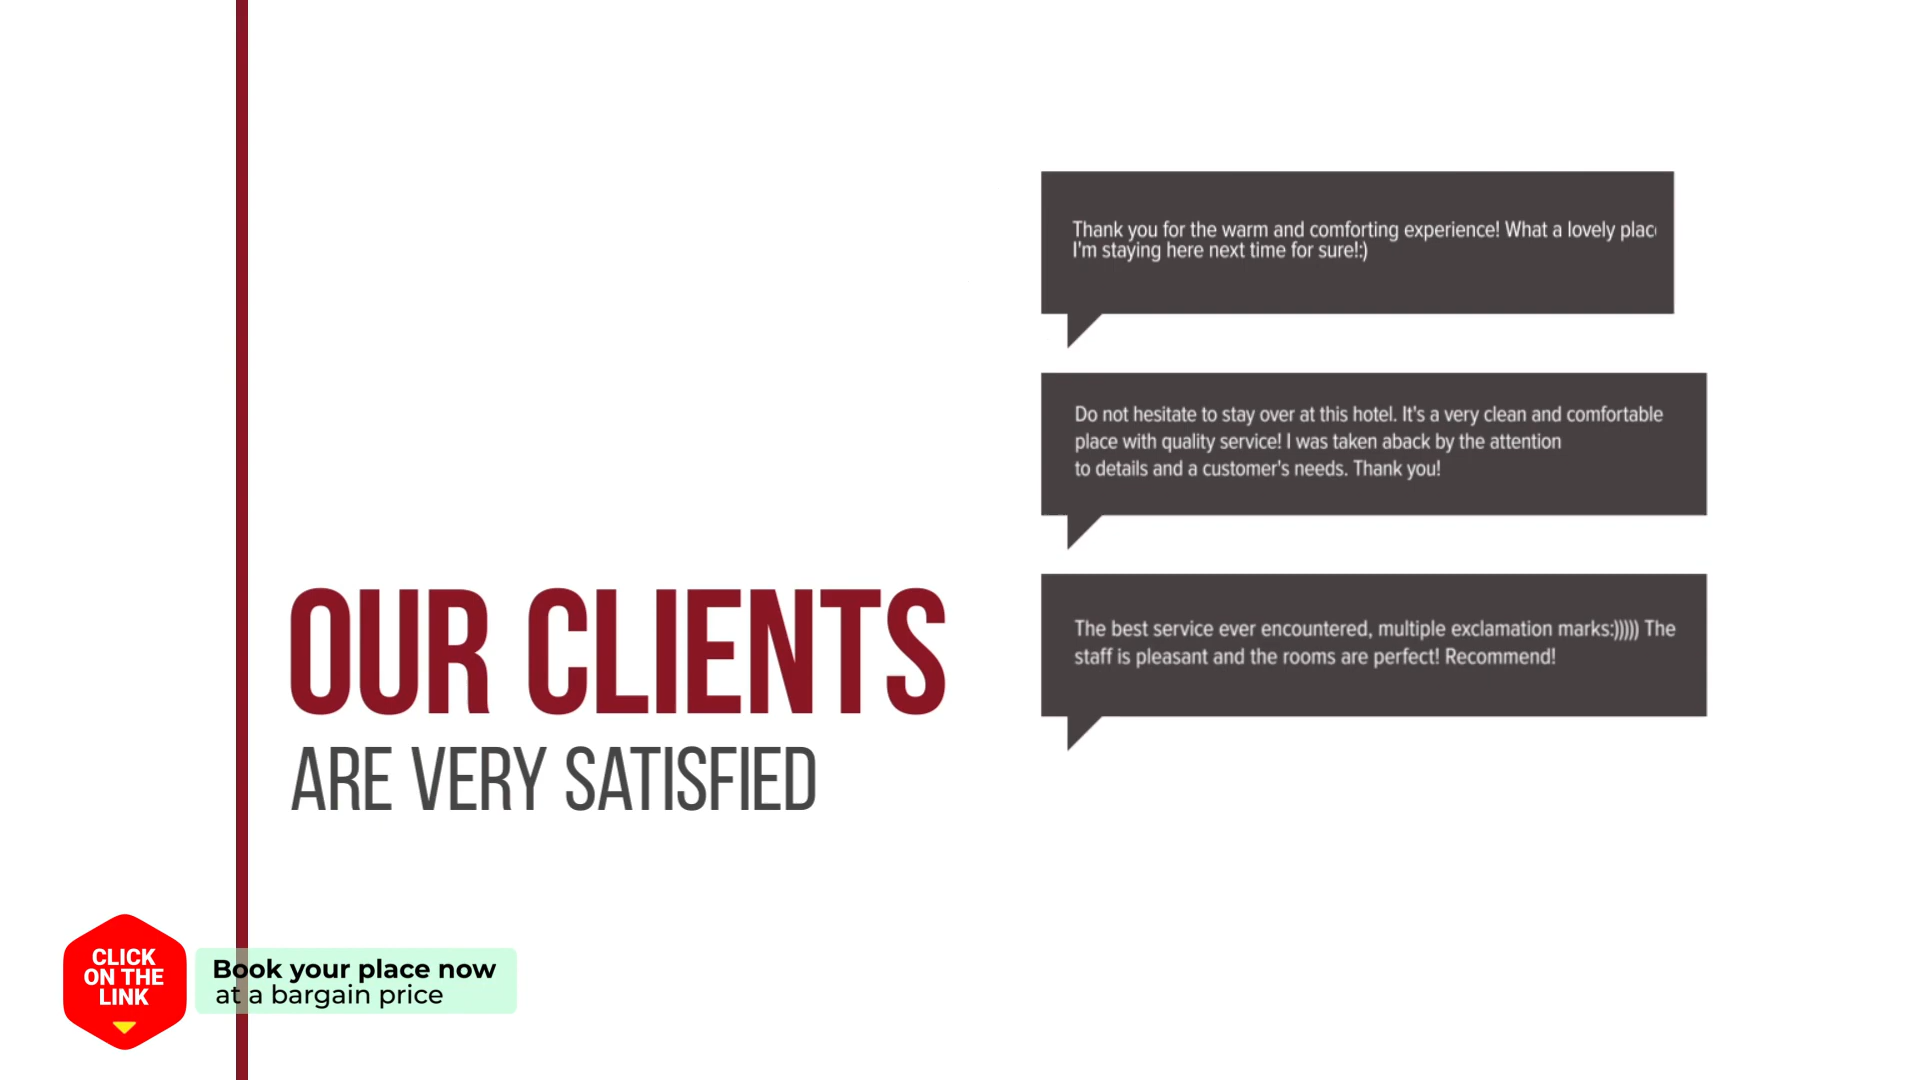 Thank you for the warm and comforting experience! What a lovely plac
I'm staying here next time for sure!:)
Do not hesitate to stay over at this hotel. It's a very clean and comfortable
place with quality service! I was taken aback by the attention
to details and a customer's needs. Thank you!
The best service ever encountered, multiple exclamation marks:))))) The
staff is pleasant and the rooms are perfect! Recommend!
OUR CLIENTS
ARE VERY SATISFIED
CLICK
ON THE
LINK
Book your place now
at a bargain price